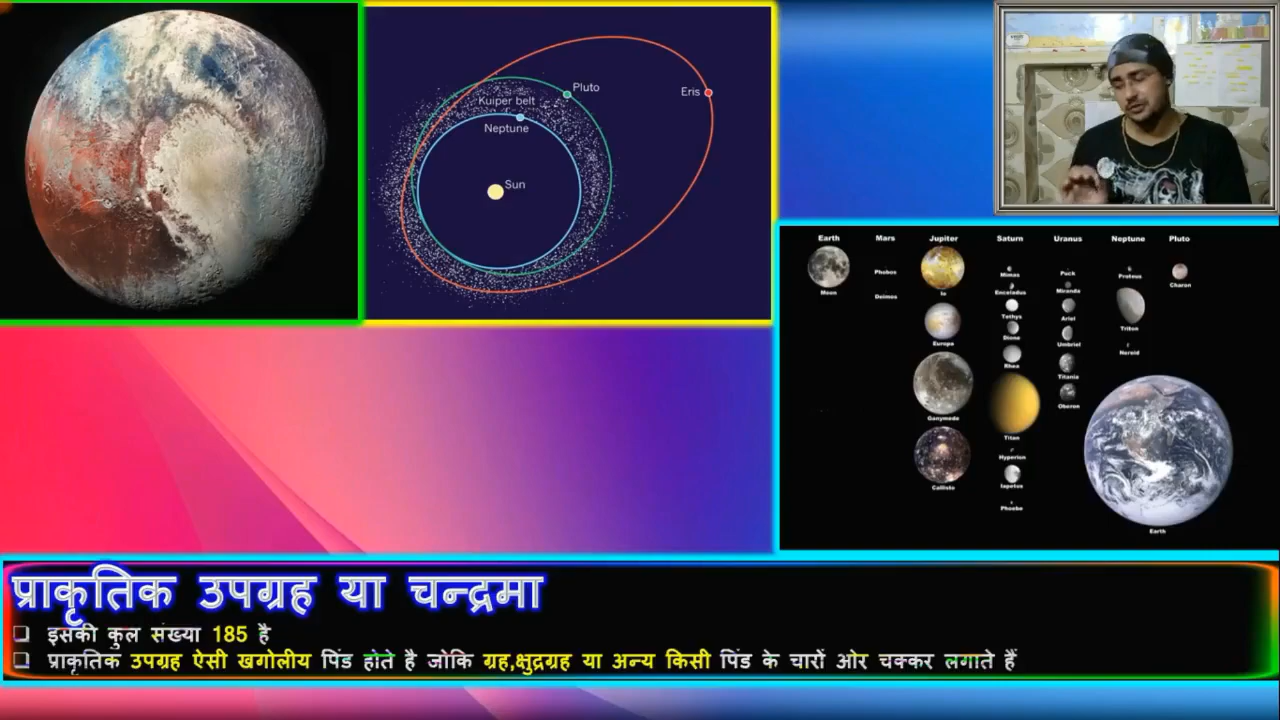 Pluto
Eris
Kuiper belt
Neptune
Sun
Earth Mars Jupiter Saturn Uranus Neptune Pluto
Moon
Phobos
Deimos
Io
Europa
Ganymede
Callisto
Mimas
Enceladus
Tethys
Dione
Rhea
Titan
Hyperion
Iapetus
Phoebe
Puck
Miranda
Ariel
Umbriel
Titania
Oberon
Proteus
Triton
Nereid
Charon
Earth
प्राकृतिक उपग्रह या चन्द्रमा
इसकी कुल संख्या 185 है
प्राकृतिक उपग्रह ऐसी खगोलीय पिंड होते है जोकि ग्रह,क्षुद्रग्रह या अन्य किसी पिंड के चारों ओर चक्कर लगाते हैं